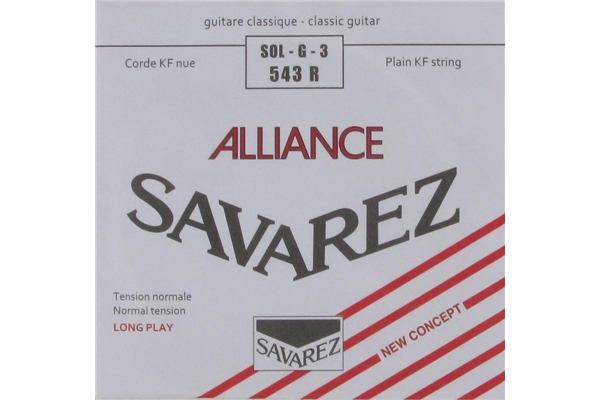 guitare classique - classic guitar
Corde KF nue
SOL - G - 3
543 R
Plain KF string
ALLIANCE
SAVAREZ
Tension normale
Normal tension
LONG PLAY
SAVAREZ
NEW CONCEPT